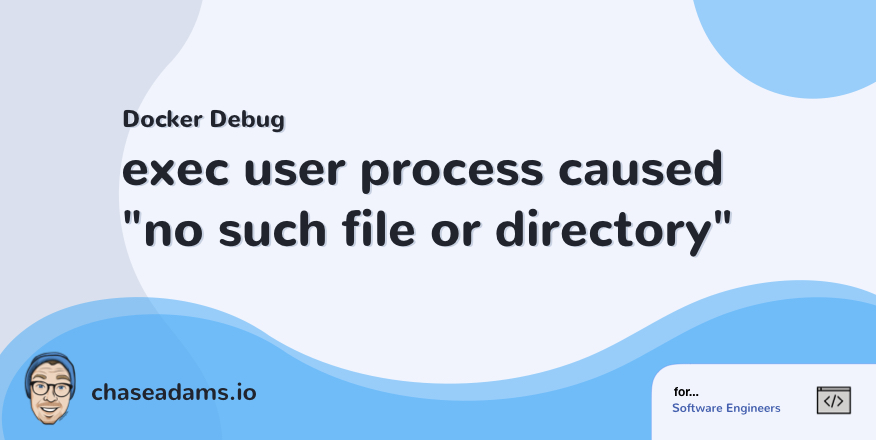 Docker Debug
exec user process caused
"no such file or directory"
chaseadams.io
for...
Software Engineers
</>